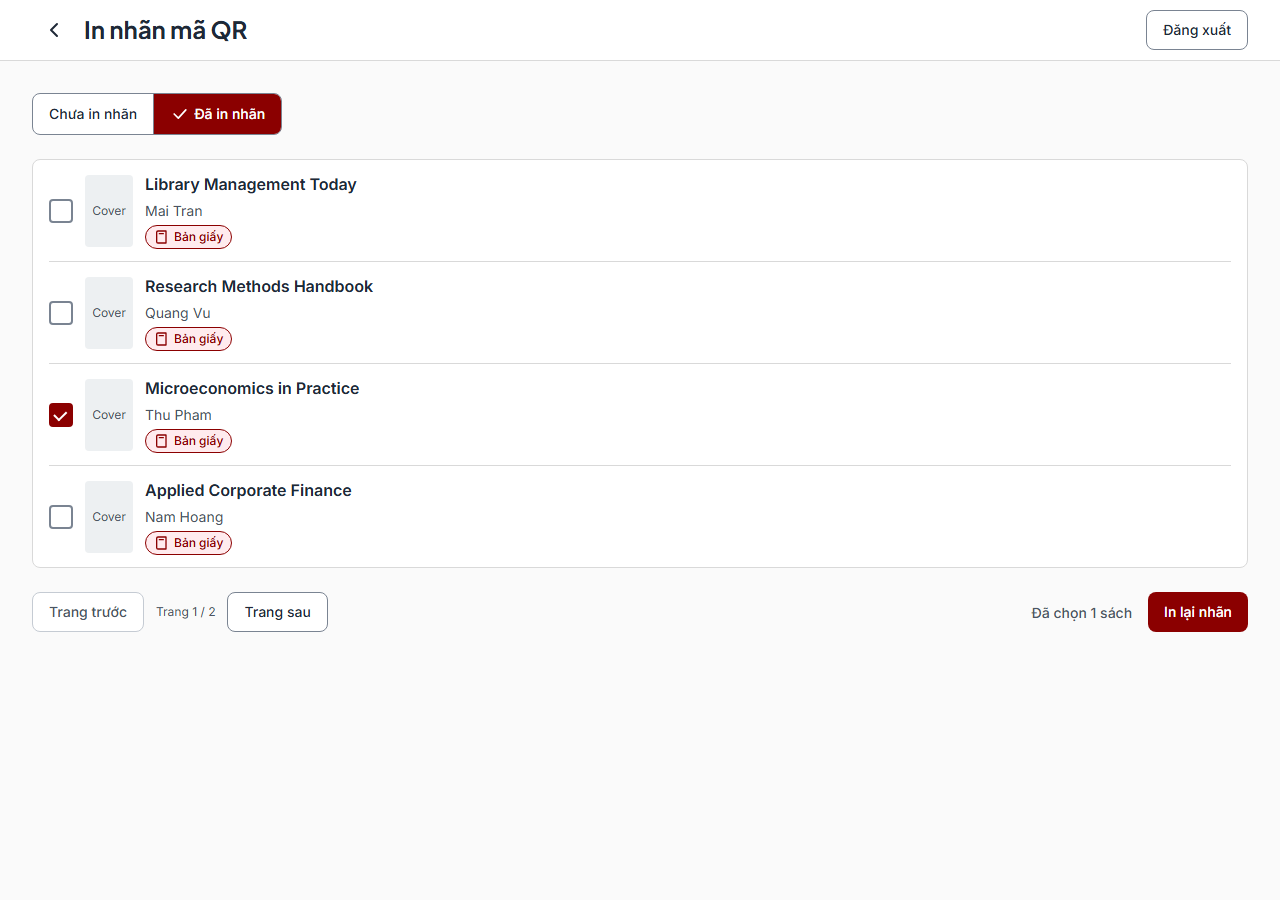 In nhãn mã QR
Đăng xuất
Chưa in nhãn
Đã in nhãn
Cover
Library Management Today
Mai Tran
Bản giấy
Cover
Research Methods Handbook
Quang Vu
Bản giấy
Cover
Microeconomics in Practice
Thu Pham
Bản giấy
Cover
Applied Corporate Finance
Nam Hoang
Bản giấy
Trang trước
Trang 1 / 2
Trang sau
Đã chọn 1 sách
In lại nhãn